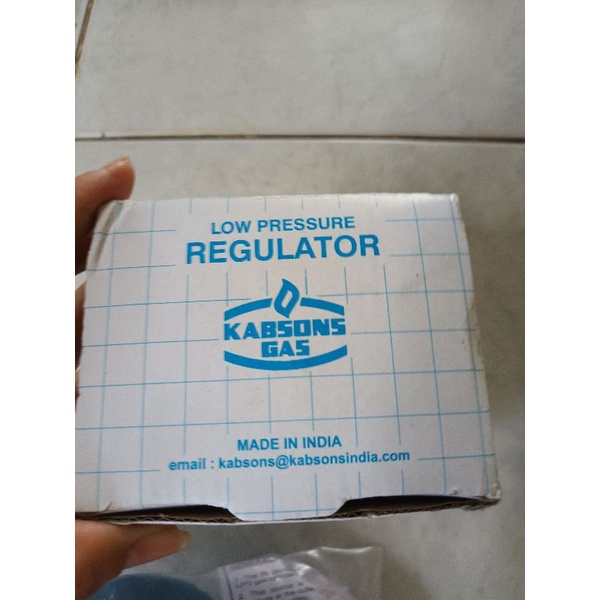 LOW PRESSURE
REGULATOR
KABSONS
GAS
MADE IN INDIA
email : kabsons@kabsonsindia.com